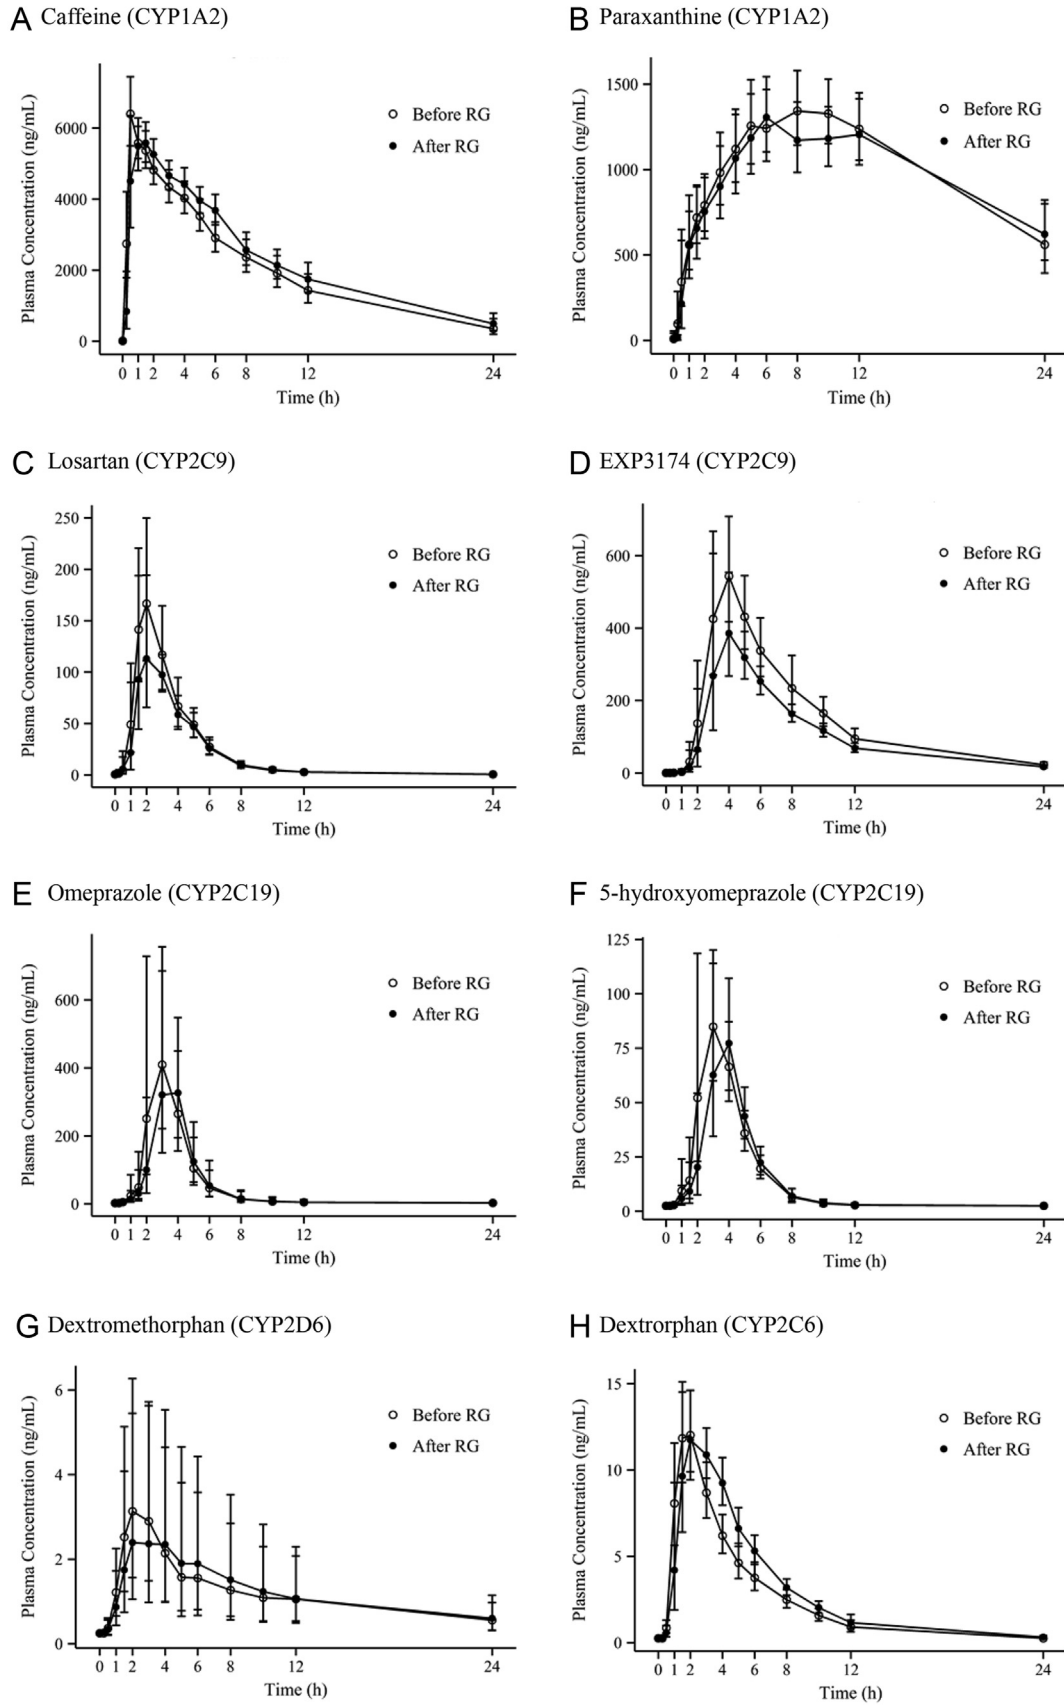 A Caffeine (CYP1A2)
Plasma Concentration (ng/mL)
6000
4000
2000
0
Before RG
After RG
0 1 2 4 6 8 12 24
Time (h)
B Paraxanthine (CYP1A2)
Plasma Concentration (ng/mL)
1500
1000
500
0
Before RG
After RG
0 1 2 4 6 8 12 24
Time (h)
C Losartan (CYP2C9)
Plasma Concentration (ng/mL)
250
200
150
100
50
0
Before RG
After RG
0 1 2 4 6 8 12 24
Time (h)
D EXP3174 (CYP2C9)
Plasma Concentration (ng/mL)
600
400
200
0
Before RG
After RG
0 1 2 4 6 8 12 24
Time (h)
E Omeprazole (CYP2C19)
Plasma Concentration (ng/mL)
600
400
200
0
Before RG
After RG
0 1 2 4 6 8 12 24
Time (h)
F 5-hydroxyomeprazole (CYP2C19)
Plasma Concentration (ng/mL)
125
100
75
50
25
0
Before RG
After RG
0 1 2 4 6 8 12 24
Time (h)
G Dextromethorphan (CYP2D6)
Plasma Concentration (ng/mL)
6
4
2
0
Before RG
After RG
0 1 2 4 6 8 12 24
Time (h)
H Dextrorphan (CYP2C6)
Plasma Concentration (ng/mL)
15
10
5
0
Before RG
After RG
0 1 2 4 6 8 12 24
Time (h)